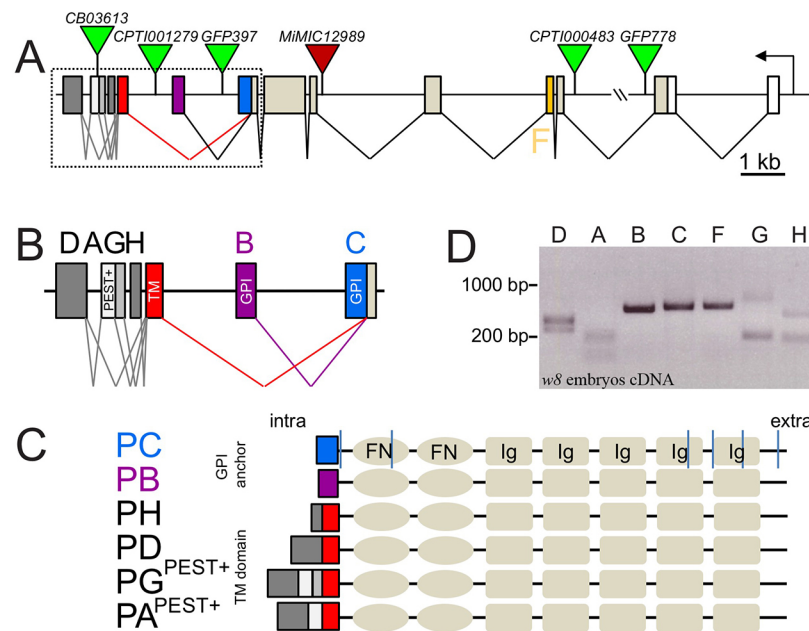 CB03613
CPTI001279 GFP397 MiMIC12989 CPTI000483 GFP778
A
F
1 kb
B
DAGH B C
PEST+ TM GPI GPI
D
D A B C F G H
1000 bp
200 bp
w8 embryos cDNA
C
intra extra
GPI anchor
TM domain
PC FN FN Ig Ig Ig Ig Ig
PB
PH
PD
PG PEST+
PA PEST+